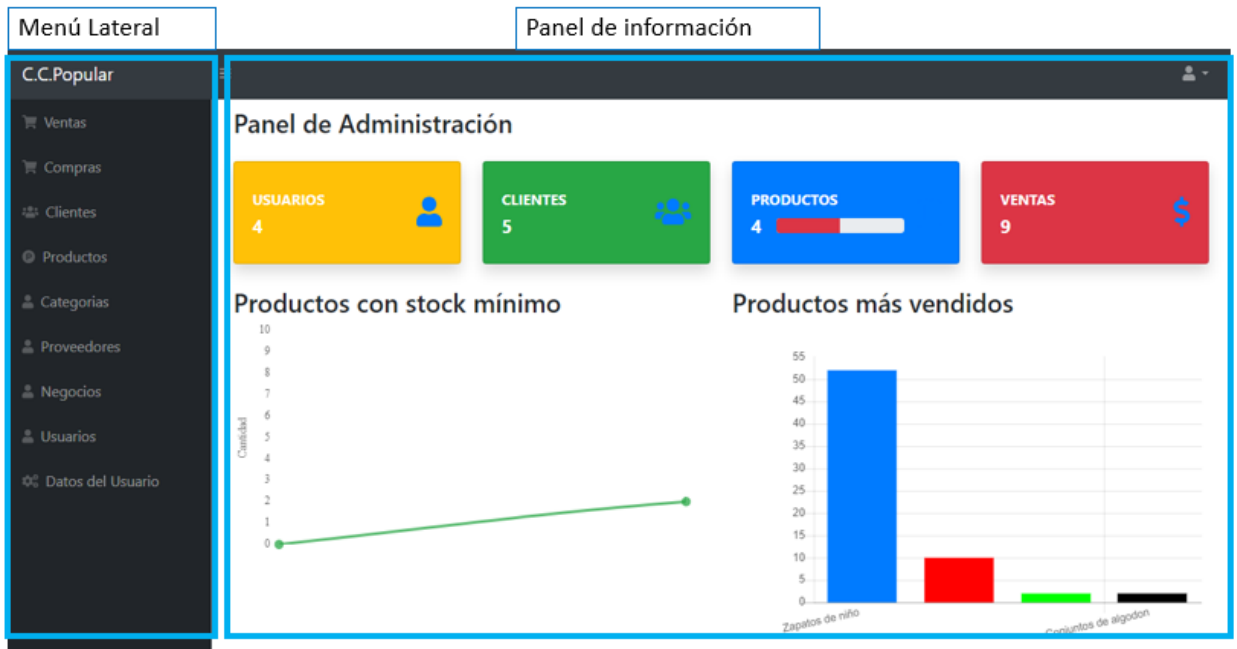 Menú Lateral
Panel de información
C.C.Popular
Ventas
Compras
Clientes
Productos
Categorias
Proveedores
Negocios
Usuarios
Datos del Usuario
Panel de Administración
USUARIOS
4
CLIENTES
5
PRODUCTOS
4
VENTAS
9
$
Productos con stock mínimo
10
9
8
7
6
5
4
3
2
1
0
Cantidad
Productos más vendidos
55
50
45
40
35
30
25
20
15
10
5
0
Zapatos de niño
Conjuntos de algodon